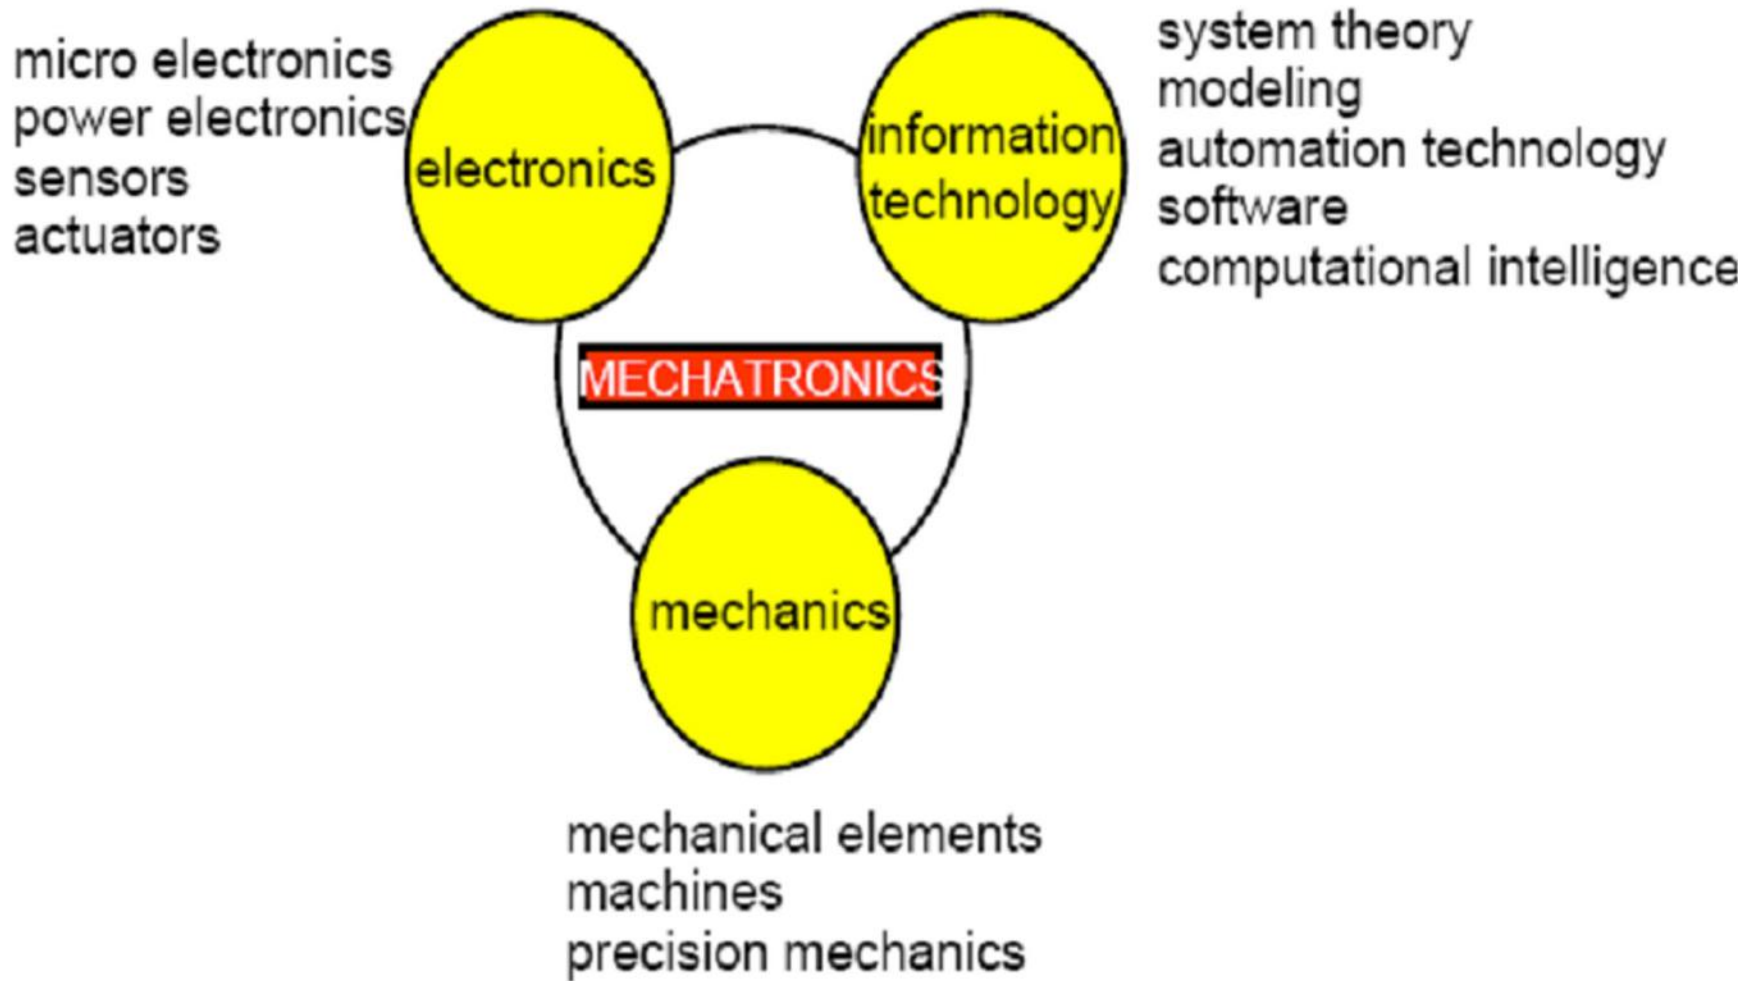 micro electronics
power electronics
sensors
actuators
electronics
information
technology
system theory
modeling
automation technology
software
computational intelligence
MECHATRONICS
mechanics
mechanical elements
machines
precision mechanics